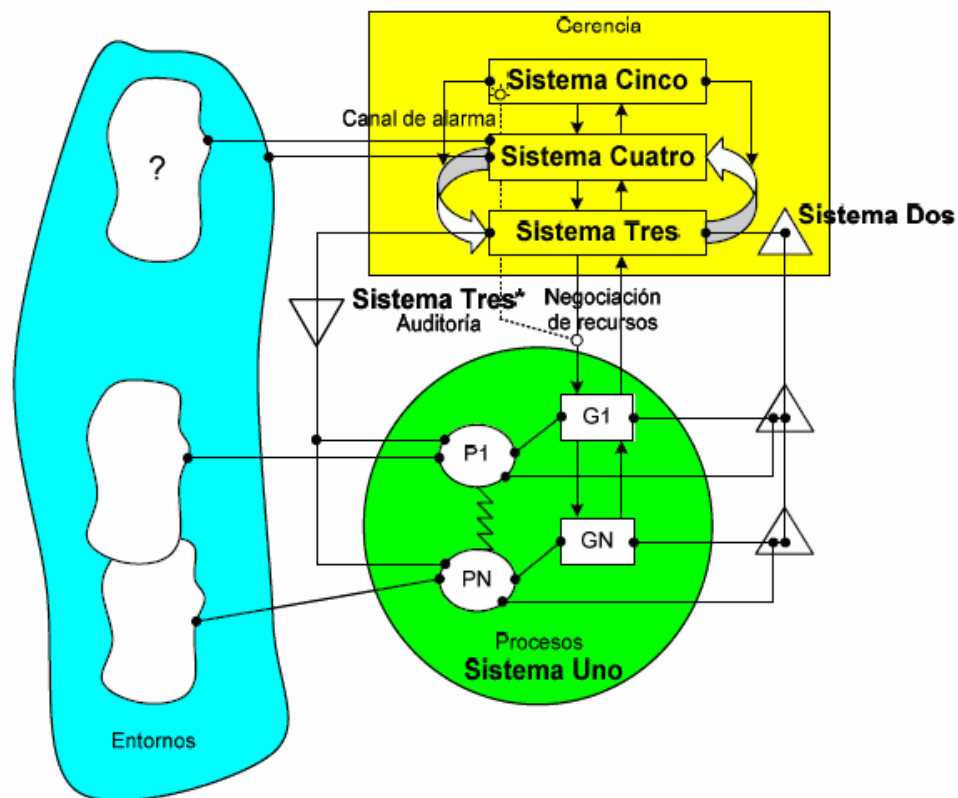 Gerencia
Sistema Cinco
Canal de alarma
?
Sistema Cuatro
Sistema Dos
Sistema Tres
Sistema Tres*
Auditoría
Negociación
de recursos
G1
P1
GN
PN
Procesos
Sistema Uno
Entornos